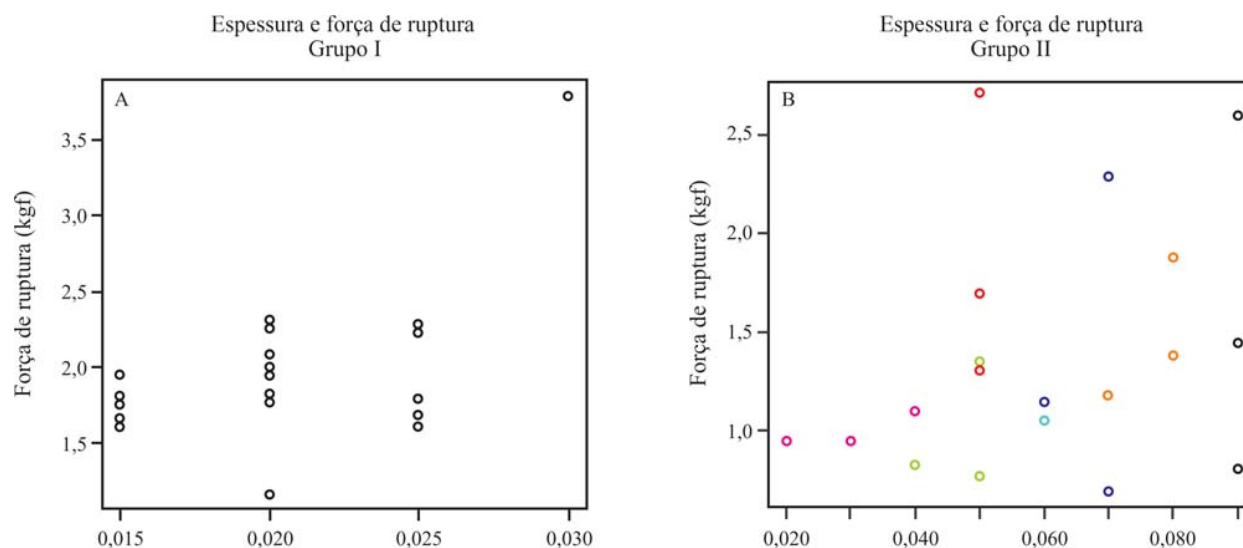 Espessura e força de ruptura
Grupo I
A
Força de ruptura (kgf)
3,5
3,0
2,5
2,0
1,5
0,015
0,020
0,025
0,030
Espessura e força de ruptura
Grupo II
B
Força de ruptura (kgf)
2,5
2,0
1,5
1,0
0,020
0,040
0,060
0,080